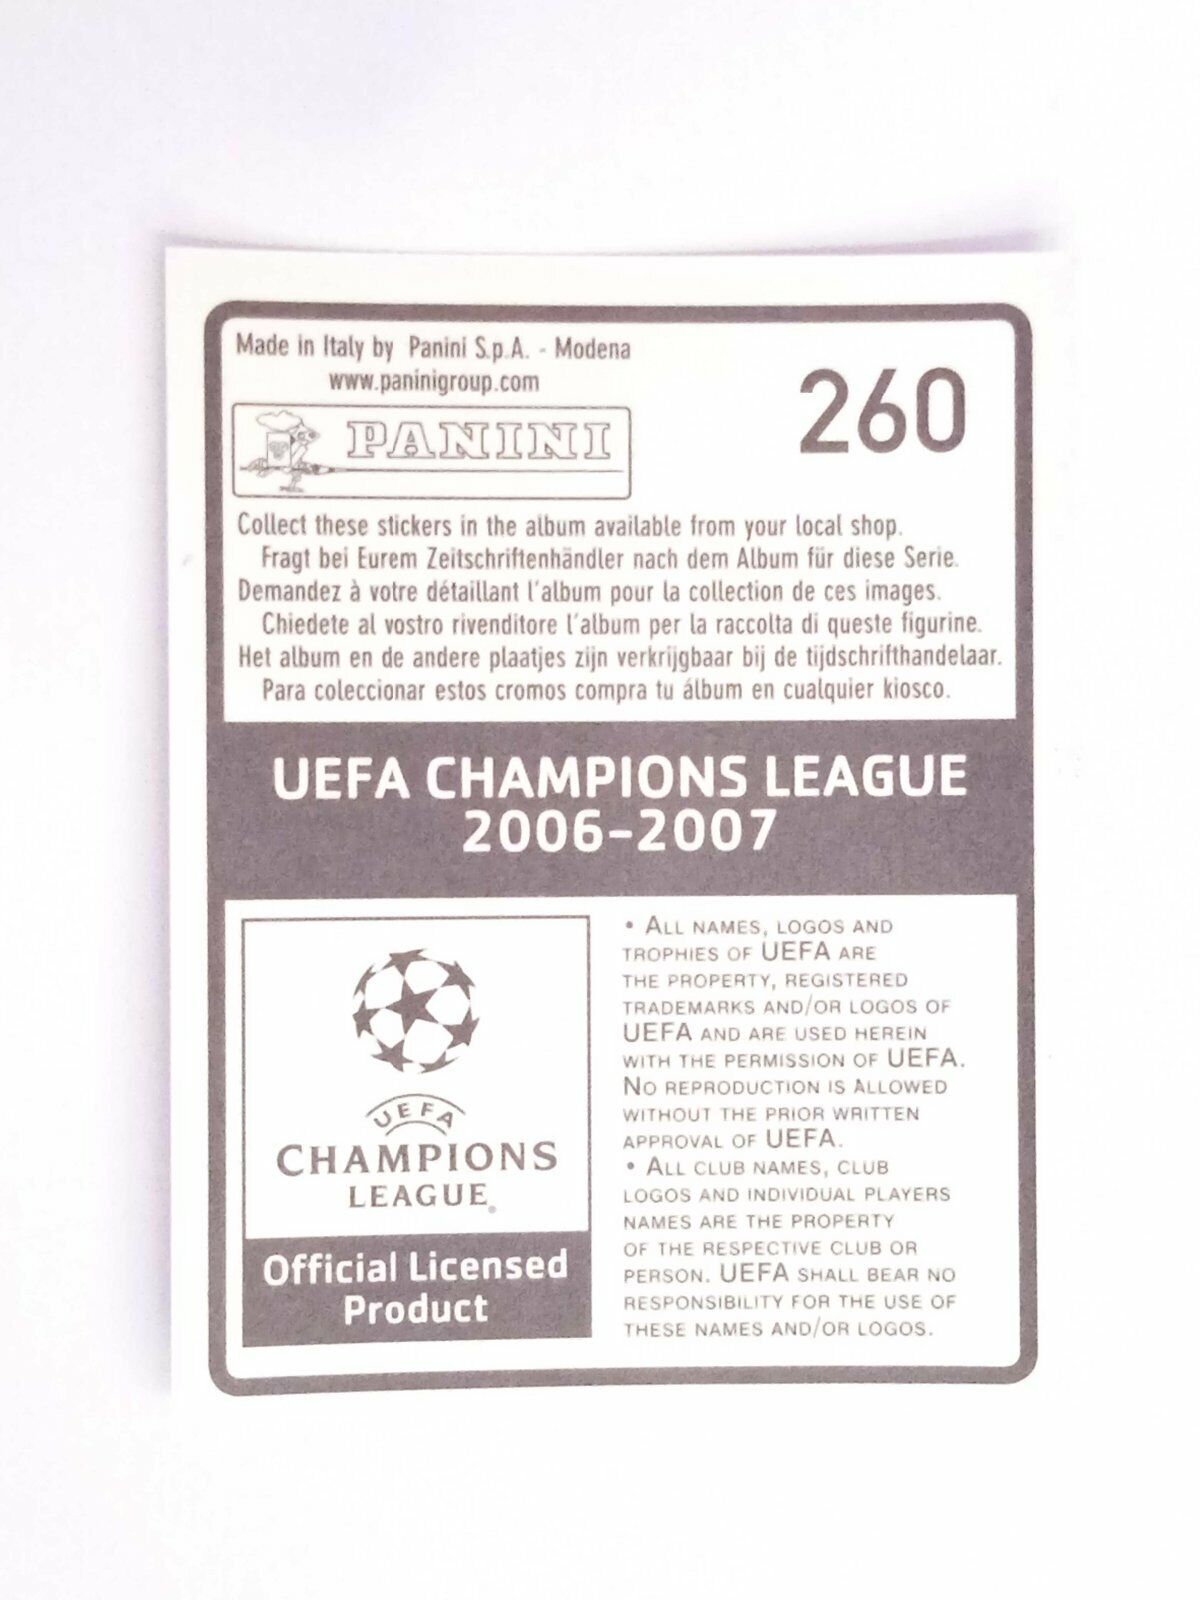 Made in Italy by Panini S.p.A. - Modena
www.paninigroup.com
PANINI
260
Collect these stickers in the album available from your local shop.
Fragt bei Eurem Zeitschriftenhändler nach dem Album für diese Serie.
Demandez à votre détaillant l'album pour la collection de ces images.
Chiedete al vostro rivenditore l'album per la raccolta di queste figurine.
Het album en de andere plaatjes zijn verkrijgbaar bij de tijdschrifthandelaar.
Para coleccionar estos cromos compra tu álbum en cualquier kiosco.
UEFA CHAMPIONS LEAGUE
2006-2007
UEFA
CHAMPIONS
LEAGUE®
Official Licensed
Product
• ALL NAMES, LOGOS AND
TROPHIES OF UEFA ARE
THE PROPERTY, REGISTERED
TRADEMARKS AND/OR LOGOS OF
UEFA AND ARE USED HEREIN
WITH THE PERMISSION OF UEFA.
NO REPRODUCTION IS ALLOWED
WITHOUT THE PRIOR WRITTEN
APPROVAL OF UEFA.
• ALL CLUB NAMES, CLUB
LOGOS AND INDIVIDUAL PLAYERS
NAMES ARE THE PROPERTY
OF THE RESPECTIVE CLUB OR
PERSON. UEFA SHALL BEAR NO
RESPONSIBILITY FOR THE USE OF
THESE NAMES AND/OR LOGOS.